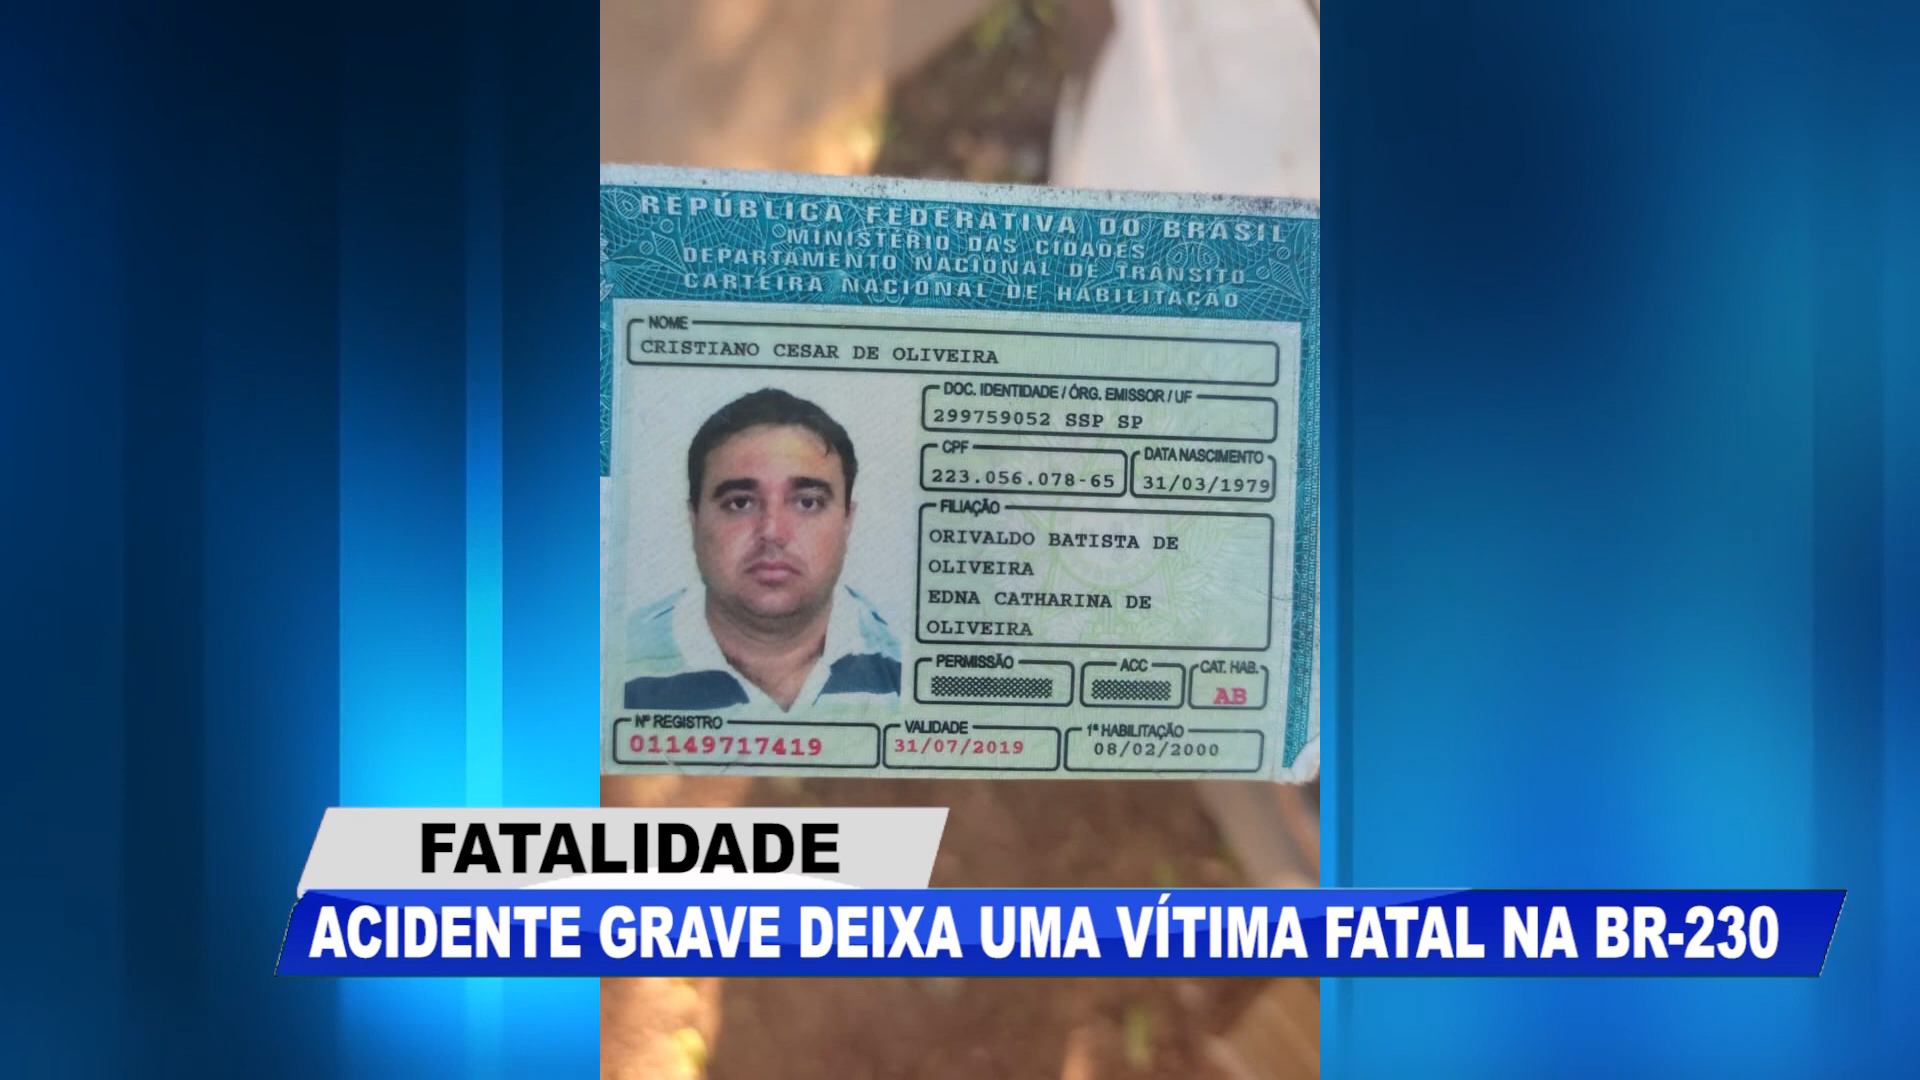 REPÚBLICA FEDERATIVA DO BRASIL
MINISTÉRIO DAS CIDADES
DEPARTAMENTO NACIONAL DE TRÂNSITO
CARTEIRA NACIONAL DE HABILITAÇÃO
NOME
CRISTIANO CESAR DE OLIVEIRA
DOC. IDENTIDADE / ÓRG. EMISSOR / UF
299759052 SSP SP
CPF DATA NASCIMENTO
223.056.078-65 31/03/1979
FILIAÇÃO
ORIVALDO BATISTA DE
OLIVEIRA
EDNA CATHARINA DE
OLIVEIRA
PERMISSÃO ACC CAT. HAB.
AB
Nº REGISTRO VALIDADE 1ª HABILITAÇÃO
01149717419 31/07/2019 08/02/2000
FATALIDADE
ACIDENTE GRAVE DEIXA UMA VÍTIMA FATAL NA BR-230